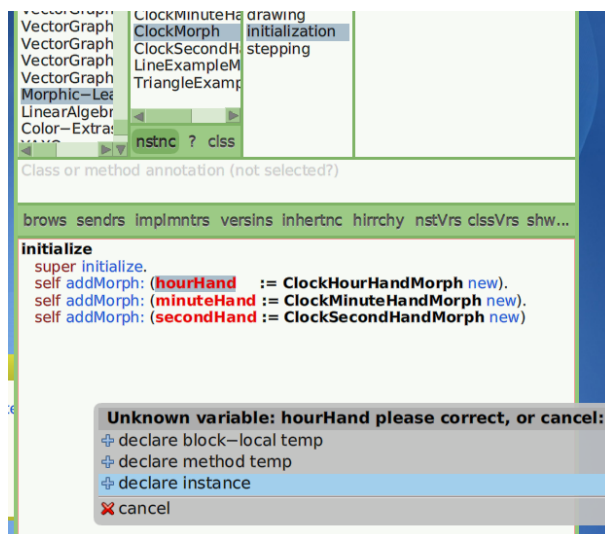 VectorGraph
VectorGraph
VectorGraph
VectorGraph
Morphic−Lea
LinearAlgebr
Color−Extra
ClockMinuteHa
ClockMorph
ClockSecondHa
LineExampleM
TriangleExamp
drawing
initialization
stepping
nstnc ? clss
Class or method annotation (not selected?)
brows sendrs implmntrs versins inhertnc hirrchy nstVrs clssVrs shw...
initialize
super initialize.
self addMorph: (hourHand := ClockHourHandMorph new).
self addMorph: (minuteHand := ClockMinuteHandMorph new).
self addMorph: (secondHand := ClockSecondHandMorph new)
Unknown variable: hourHand please correct, or cancel:
declare block−local temp
declare method temp
declare instance
cancel